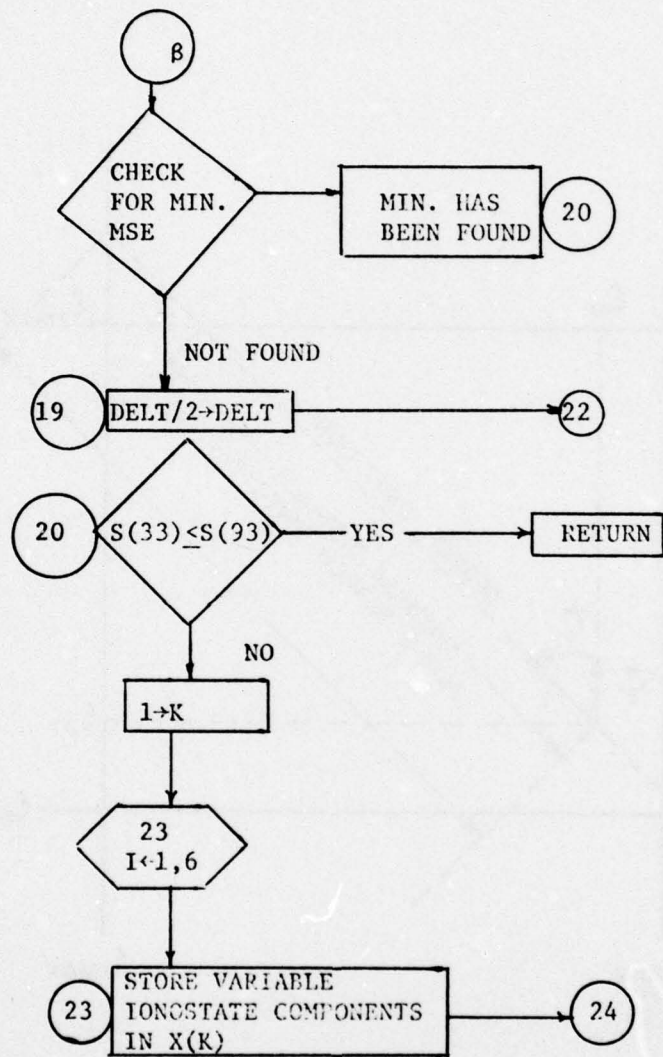 β
CHECK
FOR MIN.
MSE
MIN. HAS
BEEN FOUND
20
NOT FOUND
19
DELT/2→DELT
22
20
S(33)≤S(93)
YES
RETURN
NO
1→K
23
I←1,6
23
STORE VARIABLE
IONOSTATE COMPONENTS
IN X(K)
24